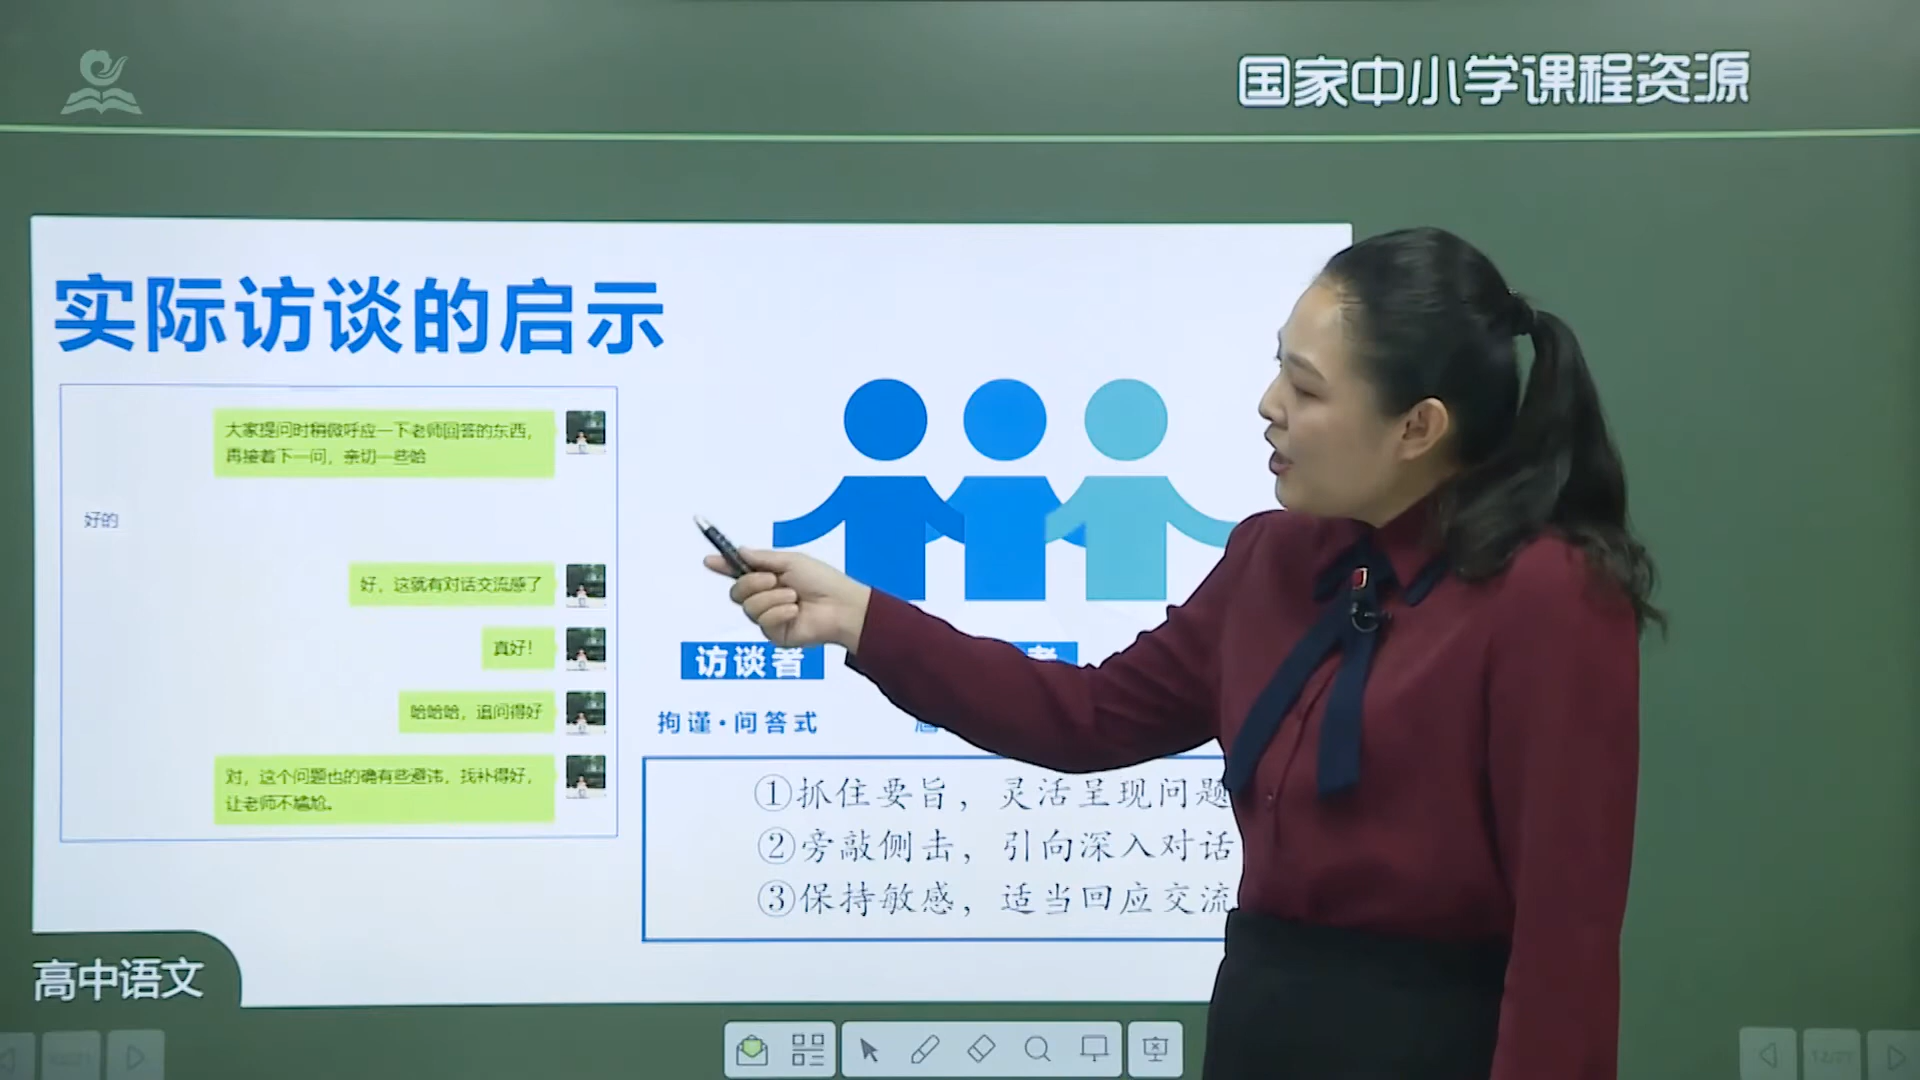 国家中小学课程资源
实际访谈的启示
大家提问时稍微呼应一下老师回答的东西，
再接着下一问，亲切一些哈
好的
好，这就有对话交流感了
真好！
哈哈哈，追问得好
对，这个问题也的确有些避讳，找补得好，
让老师不尴尬。
访谈者
者
拘谨·问答式
①抓住要旨，灵活呈现问题
②旁敲侧击，引向深入对话
③保持敏感，适当回应交流
高中语文